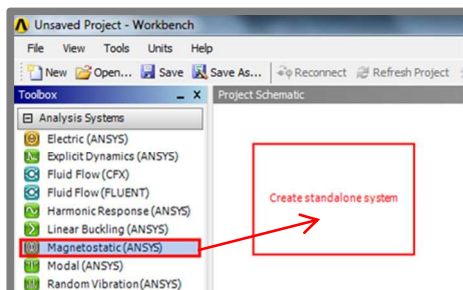 Unsaved Project - Workbench
File View Tools Units Help
New Open... Save Save As... Reconnect Refresh Project
Toolbox
Project Schematic
Analysis Systems
Electric (ANSYS)
Explicit Dynamics (ANSYS)
Fluid Flow (CFX)
Fluid Flow (FLUENT)
Harmonic Response (ANSYS)
Create standalone system
Linear Buckling (ANSYS)
Magnetostatic (ANSYS)
Modal (ANSYS)
Random Vibration (ANSYS)